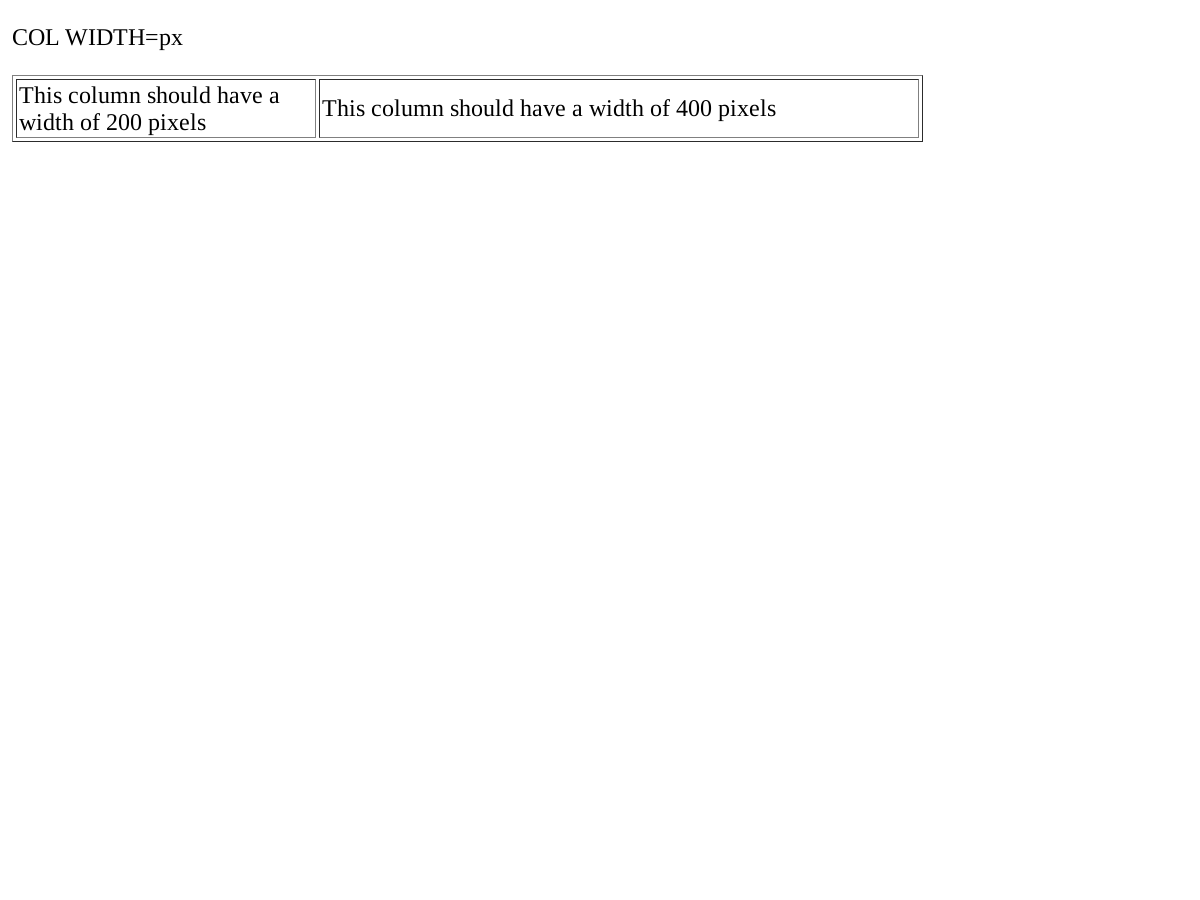 COL WIDTH=px
This column should have a
width of 200 pixels
This column should have a width of 400 pixels